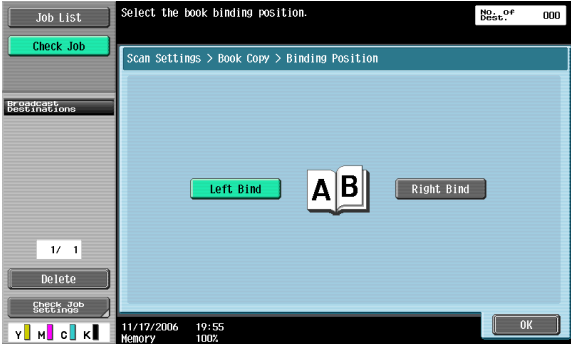 Job List
Select the book binding position.
No. of
Dest.
000
Check Job
Scan Settings > Book Copy > Binding Position
Broadcast
Destinations
Left Bind
A B
Right Bind
1/ 1
Delete
Check Job
Settings
Y M C K
11/17/2006 19:55
Memory 100%
OK